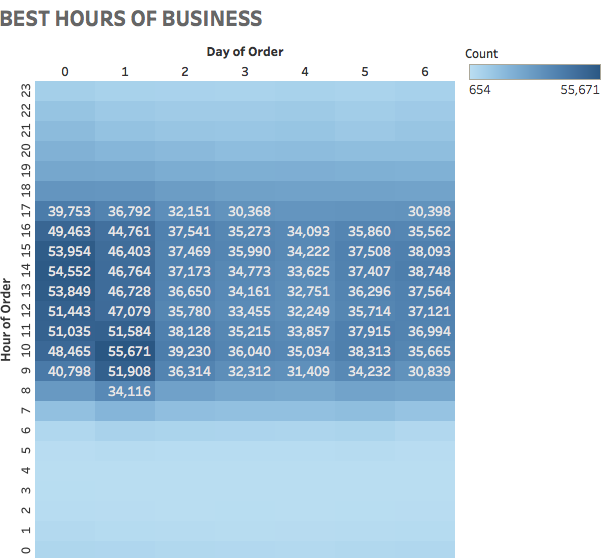 BEST HOURS OF BUSINESS
Day of Order
Count
0 1 2 3 4 5 6
654 55,671
23
22
21
20
19
18
17 39,753 36,792 32,151 30,368 30,398
16 49,463 44,761 37,541 35,273 34,093 35,860 35,562
15 53,954 46,403 37,469 35,990 34,222 37,508 38,093
14 54,552 46,764 37,173 34,773 33,625 37,407 38,748
13 53,849 46,728 36,650 34,161 32,751 36,296 37,564
12 51,443 47,079 35,780 33,455 32,249 35,714 37,121
11 51,035 51,584 38,128 35,215 33,857 37,915 36,994
10 48,465 55,671 39,230 36,040 35,034 38,313 35,665
9 40,798 51,908 36,314 32,312 31,409 34,232 30,839
8 34,116
7
6
5
4
3
2
1
0
Hour of Order